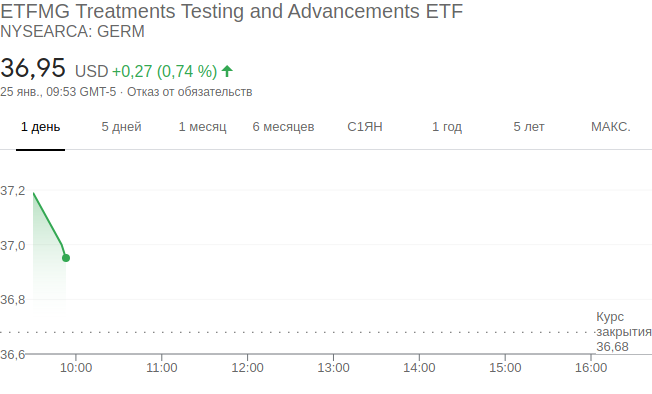 ETFMG Treatments Testing and Advancements ETF
NYSEARCA: GERM
36,95 USD +0,27 (0,74 %)
25 янв., 09:53 GMT-5 · Отказ от обязательств
1 день 5 дней 1 месяц 6 месяцев С1ЯН 1 год 5 лет МАКС.
37,2
37,0
36,8
Курс
закрытия
36,68
36,6
10:00 11:00 12:00 13:00 14:00 15:00 16:00